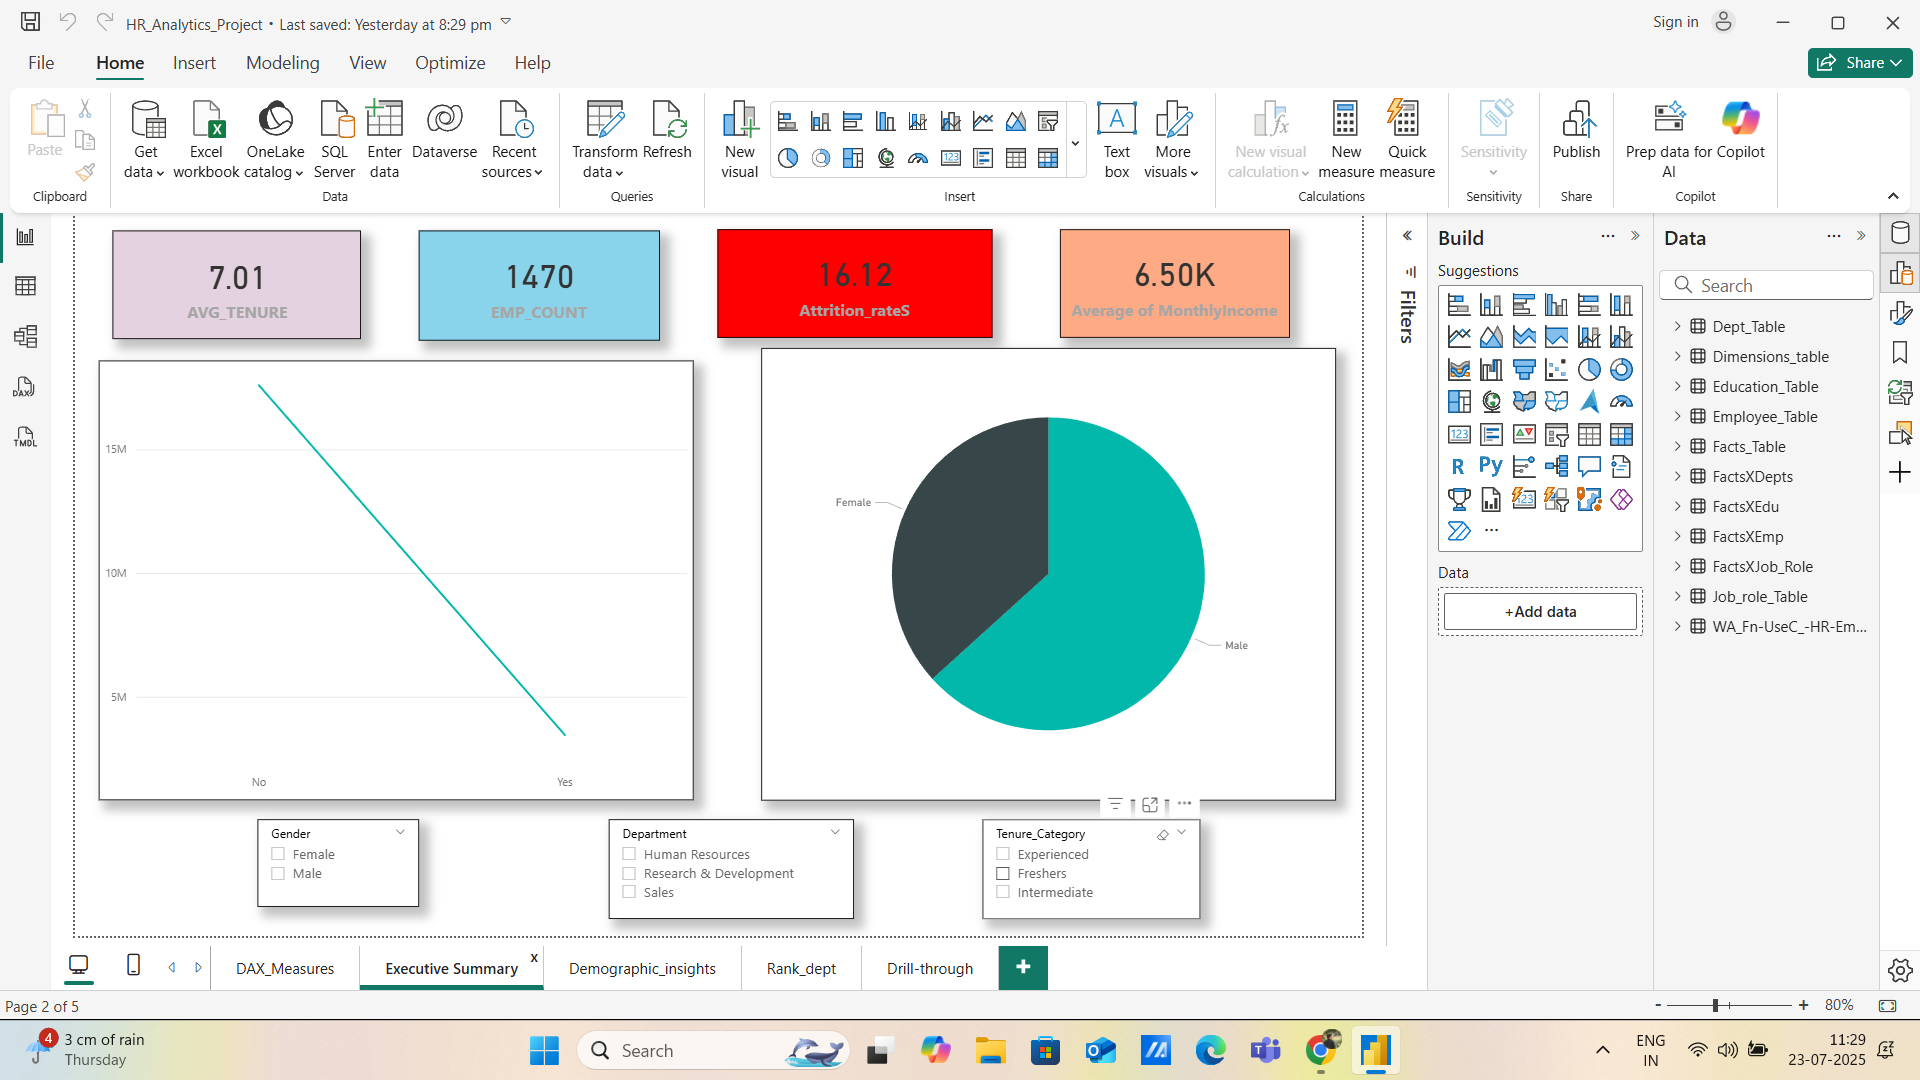 HR_Analytics_Project • Last saved: Yesterday at 8:29 pm
Sign in
File Home Insert Modeling View Optimize Help
Share
Paste
Clipboard
Get data
Excel workbook
OneLake catalog
SQL Server
Enter data
Dataverse
Recent sources
Data
Transform data
Refresh
Queries
New visual
Insert
Text box
More visuals
New visual calculation
New measure
Quick measure
Calculations
Sensitivity
Sensitivity
Publish
Share
Prep data for AI
Copilot
Copilot
DAX
TMDL
7.01
AVG_TENURE
1470
EMP_COUNT
16.12
Attrition_rateS
6.50K
Average of MonthlyIncome
15M
10M
5M
No
Yes
Female
Male
Gender
Female
Male
Department
Human Resources
Research & Development
Sales
Tenure_Category
Experienced
Freshers
Intermediate
Filters
Build
Suggestions
123
R Py
123
Data
+Add data
Data
Search
Dept_Table
Dimensions_table
Education_Table
Employee_Table
Facts_Table
FactsXDepts
FactsXEdu
FactsXEmp
FactsXJob_Role
Job_role_Table
WA_Fn-UseC_-HR-Em...
DAX_Measures
Executive Summary x
Demographic_insights
Rank_dept
Drill-through
+
Page 2 of 5
- + 80%
4
3 cm of rain
Thursday
Search
ENG
IN
11:29
23-07-2025